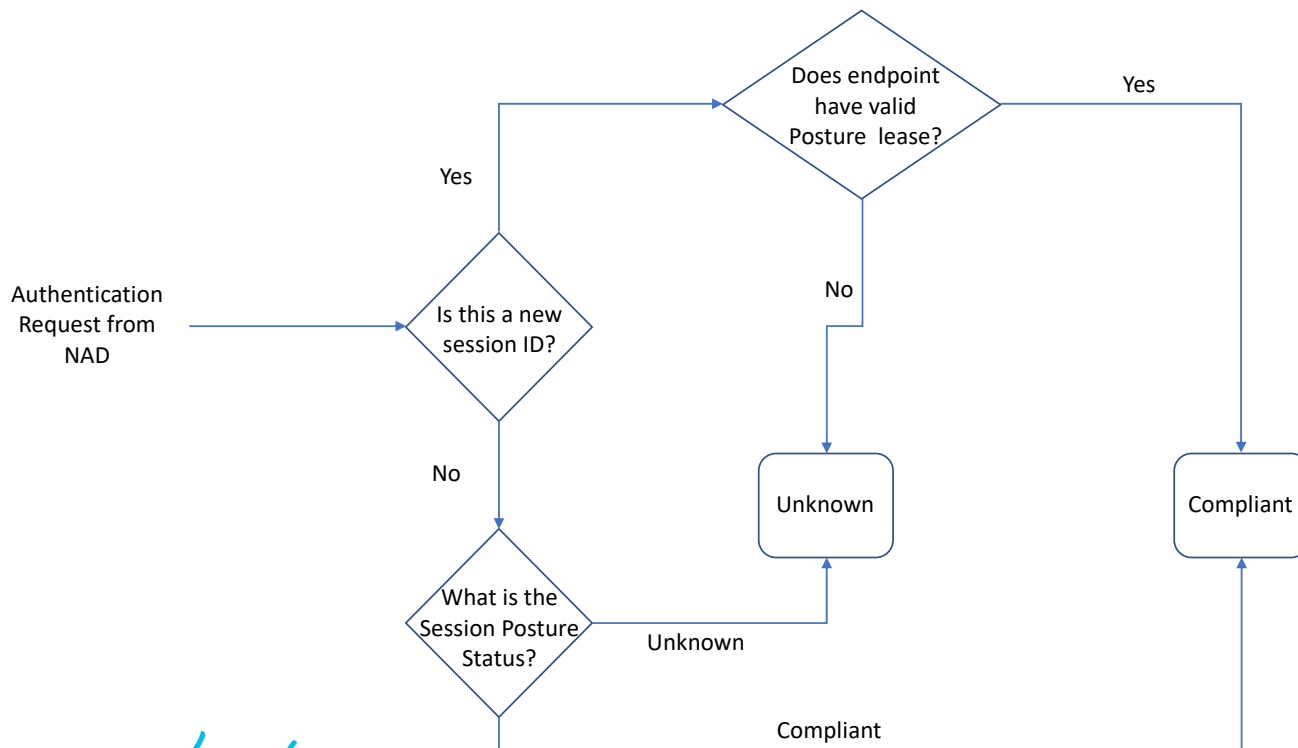 Does endpoint
have valid
Posture lease?
Yes
Yes
Authentication
Request from
NAD
Is this a new
session ID?
No
No
Unknown
Compliant
What is the
Session Posture
Status?
Unknown
Compliant